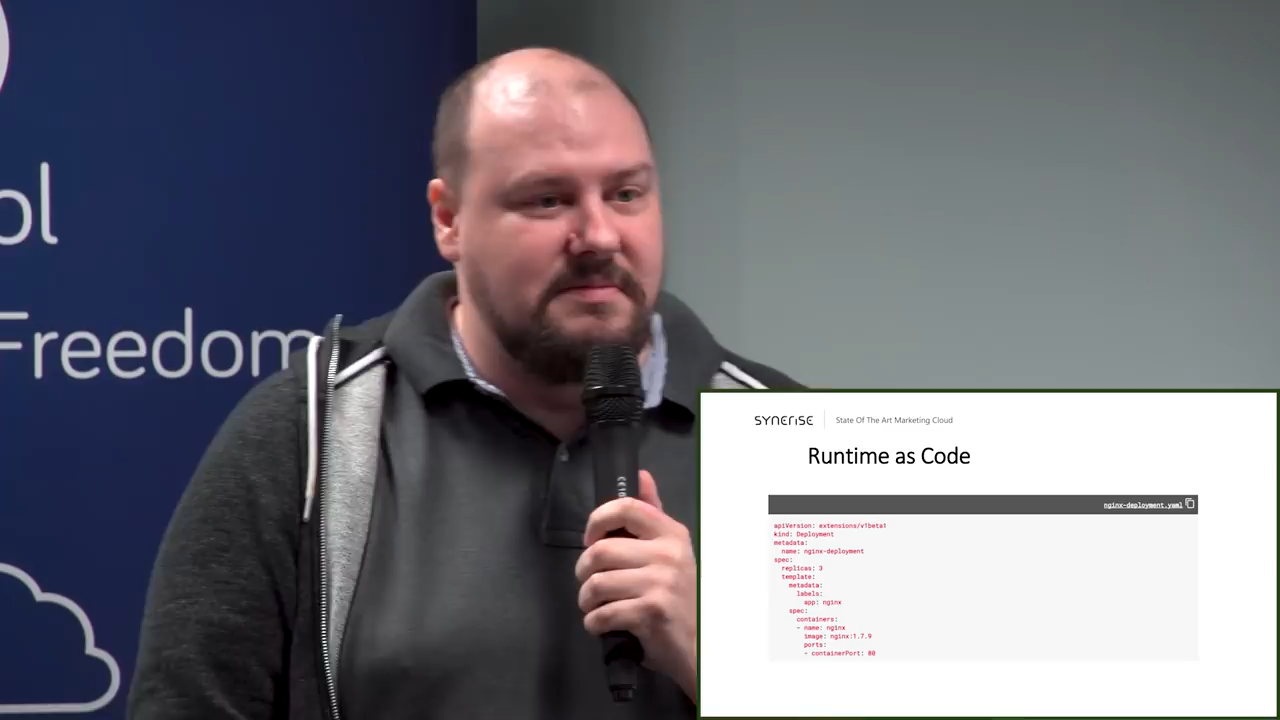 ol
Freedom
SYNERISE
State Of The Art Marketing Cloud
Runtime as Code
nginx-deployment.yaml
apiVersion: extensions/v1beta1
kind: Deployment
metadata:
name: nginx-deployment
spec:
replicas: 3
template:
metadata:
labels:
app: nginx
spec:
containers:
- name: nginx
image: nginx:1.7.9
ports:
- containerPort: 80